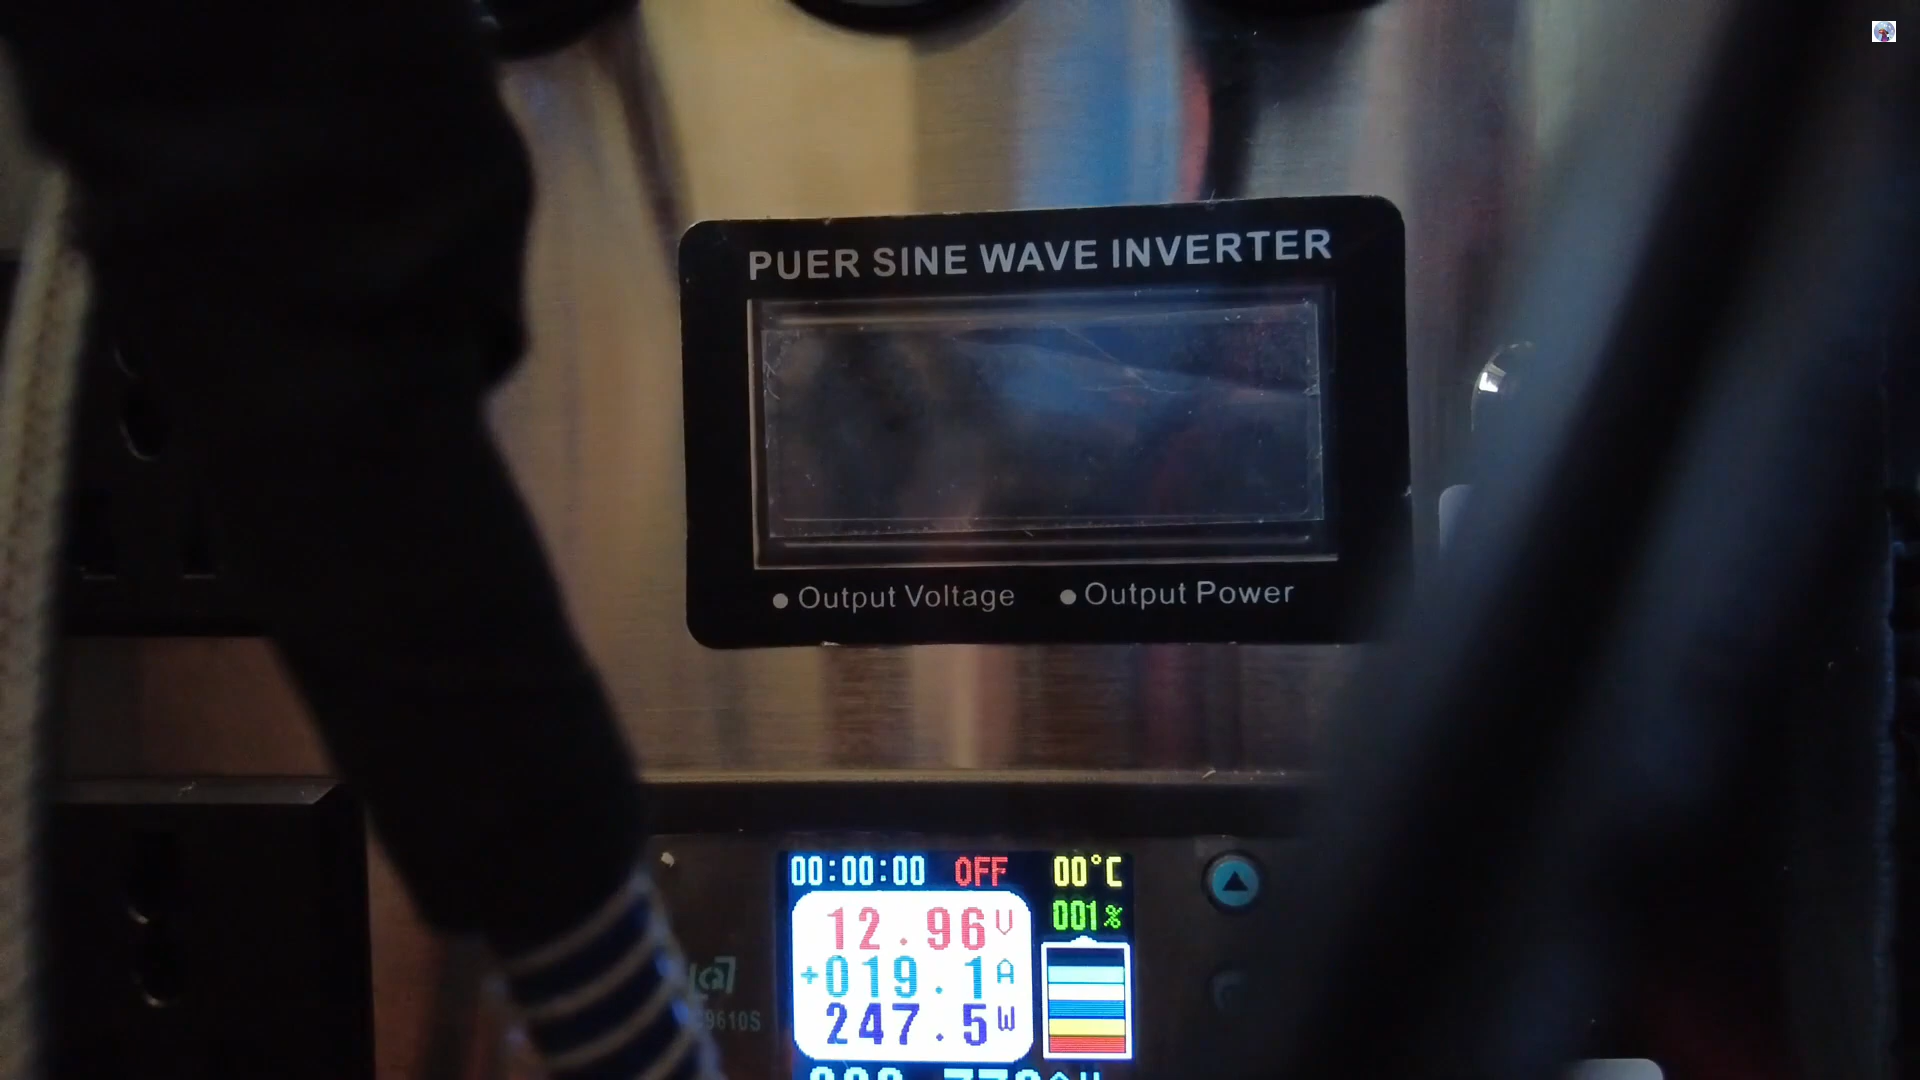 PUER SINE WAVE INVERTER
Output Voltage Output Power
00:00:00 OFF 00°C
001%
12.96V
+019.1A
247.5W
9610S